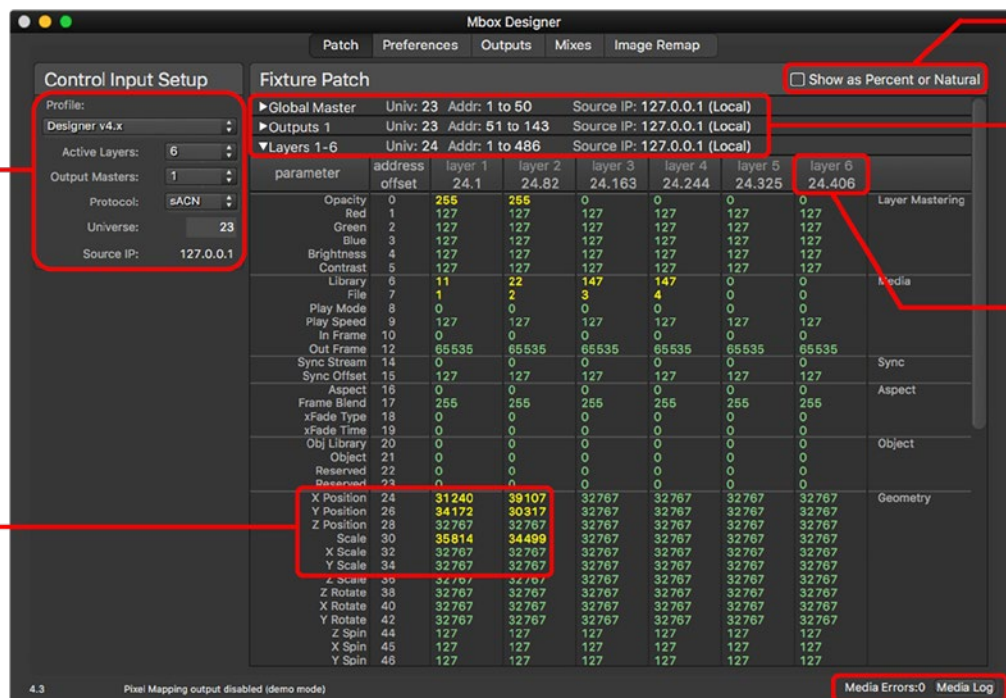 Mbox Designer
Patch Preferences Outputs Mixes Image Remap
Control Input Setup
Profile:
Designer v4.x
Active Layers: 6
Output Masters: 1
Protocol: sACN
Universe: 23
Source IP: 127.0.0.1
Fixture Patch
Show as Percent or Natural
Global Master Univ: 23 Addr: 1 to 50 Source IP: 127.0.0.1 (Local)
Outputs 1 Univ: 23 Addr: 51 to 143 Source IP: 127.0.0.1 (Local)
Layers 1-6 Univ: 24 Addr: 1 to 486 Source IP: 127.0.0.1 (Local)
parameter address layer 1 layer 2 layer 3 layer 4 layer 5 layer 6
offset 24.1 24.82 24.163 24.244 24.325 24.406
Opacity 0 255 255 0 0 0 0 Layer Mastering
Red 1 127 127 127 127 127 127
Green 2 127 127 127 127 127 127
Blue 3 127 127 127 127 127 127
Brightness 4 127 127 127 127 127 127
Contrast 5 127 127 127 127 127 127
Library 6 11 22 147 147 0 0 Media
File 7 1 2 3 4 0 0
Play Mode 8 0 0 0 0 0 0
Play Speed 9 127 127 127 127 127 127
In Frame 10 0 0 0 0 0 0
Out Frame 12 65535 65535 65535 65535 65535 65535
Sync Stream 14 0 0 0 0 0 0 Sync
Sync Offset 15 127 127 127 127 127 127
Aspect 16 0 0 0 0 0 0 Aspect
Frame Blend 17 255 255 255 255 255 255
xFade Type 18 0 0 0 0 0 0
xFade Time 19 0 0 0 0 0 0
Obj Library 20 0 0 0 0 0 0 Object
Object 21 0 0 0 0 0 0
Reserved 22 0 0 0 0 0 0
Reserved 23 0 0 0 0 0 0
X Position 24 31240 39107 32767 32767 32767 32767 Geometry
Y Position 26 34172 30317 32767 32767 32767 32767
Z Position 28 32767 32767 32767 32767 32767 32767
Scale 30 35814 34499 32767 32767 32767 32767
X Scale 32 32767 32767 32767 32767 32767 32767
Y Scale 34 32767 32767 32767 32767 32767 32767
Z Scale 36 32767 32767 32767 32767 32767 32767
Z Rotate 38 32767 32767 32767 32767 32767 32767
X Rotate 40 32767 32767 32767 32767 32767 32767
Y Rotate 42 32767 32767 32767 32767 32767 32767
Z Spin 44 127 127 127 127 127 127
X Spin 45 127 127 127 127 127 127
Y Spin 46 127 127 127 127 127 127
4.3 Pixel Mapping output disabled (demo mode) Media Errors:0 Media Log